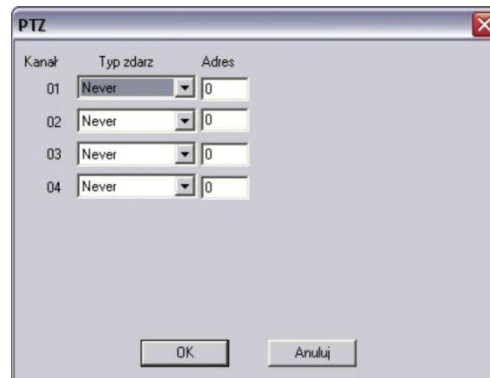 PTZ
Kanał Typ zdarz Adres
01 Never 0
02 Never 0
03 Never 0
04 Never 0
OK Anuluj